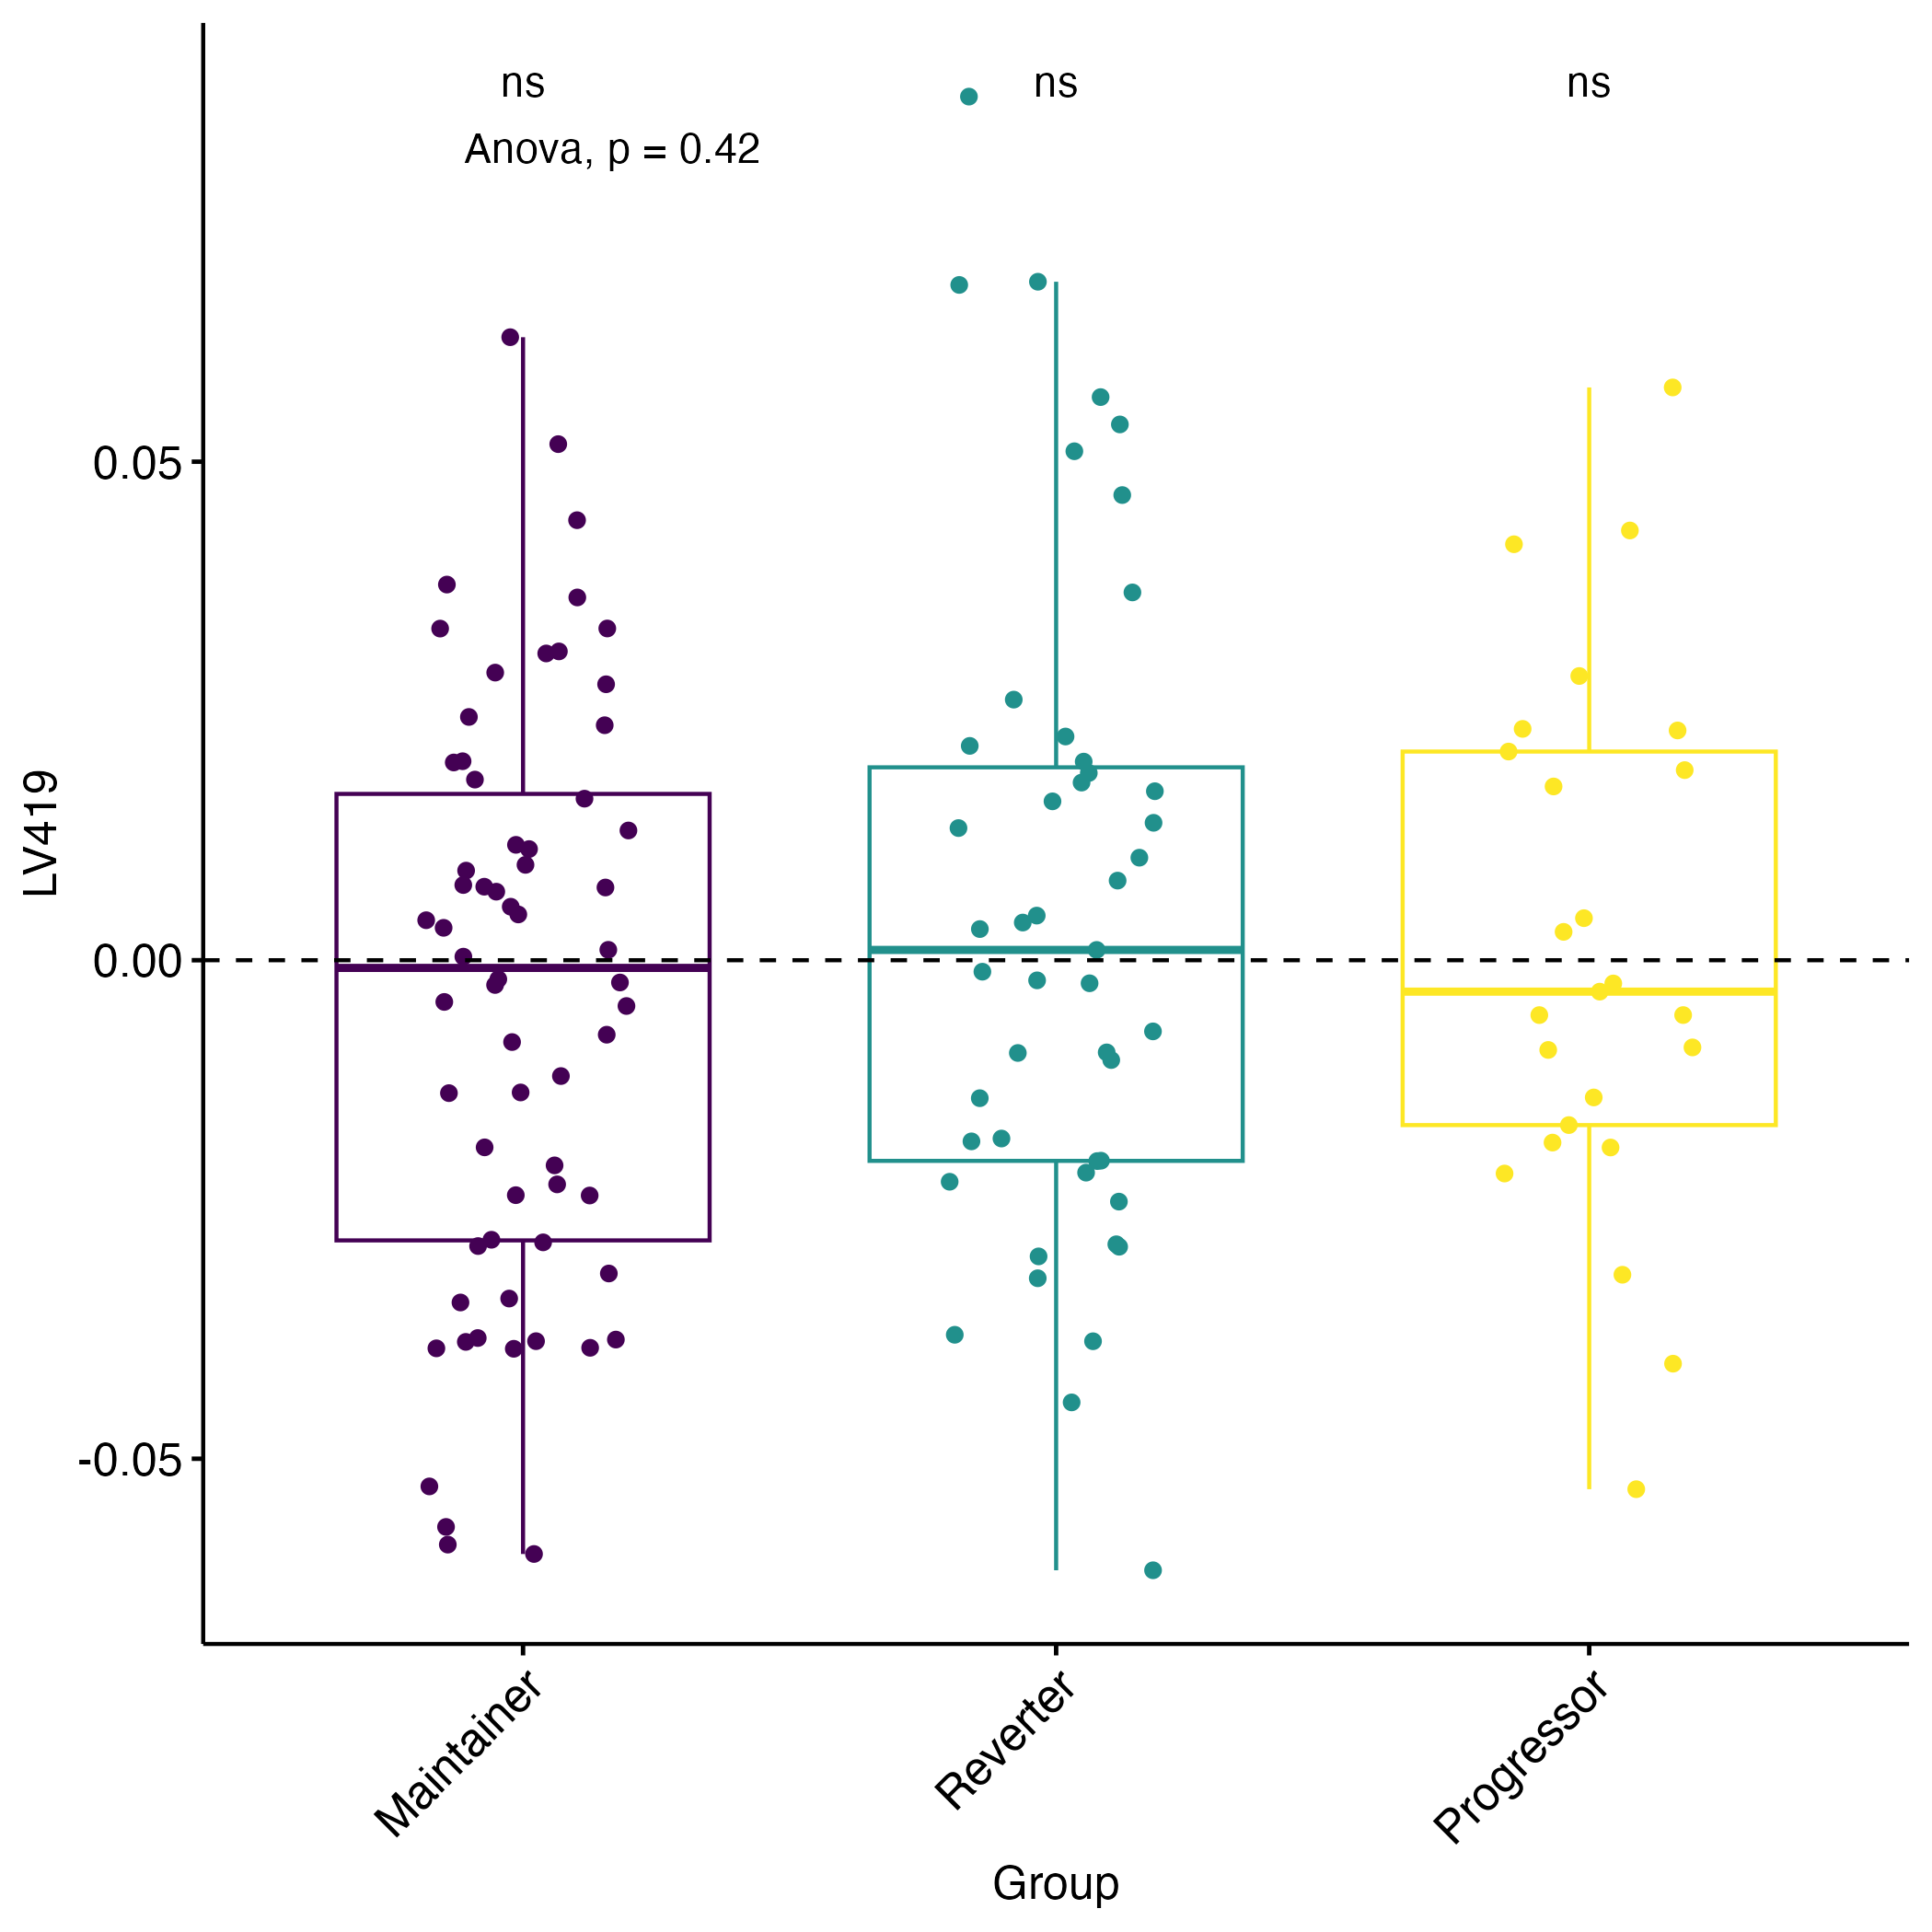 ns ns ns
Anova, p = 0.42
LV419
0.05
0.00
-0.05
Maintainer Reverter Progressor
Group